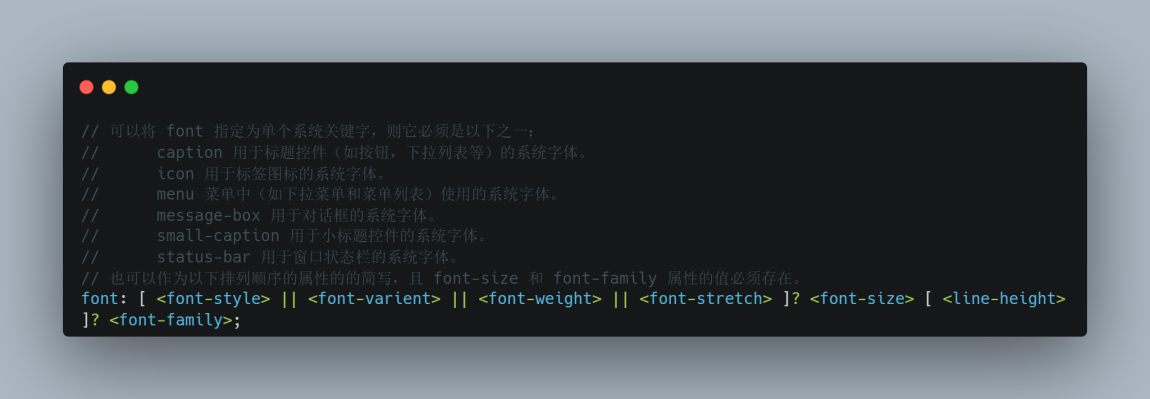 // 可以将 font 指定为单个系统关键字，则它必须是以下之一：
//      caption 用于标题控件（如按钮，下拉列表等）的系统字体。
//      icon 用于标签图标的系统字体。
//      menu 菜单中（如下拉菜单和菜单列表）使用的系统字体。
//      message-box 用于对话框的系统字体。
//      small-caption 用于小标题控件的系统字体。
//      status-bar 用于窗口状态栏的系统字体。
// 也可以作为以下排列顺序的属性的的简写，且 font-size 和 font-family 属性的值必须存在。
font: [ <font-style> || <font-varient> || <font-weight> || <font-stretch> ]? <font-size> [ <line-height>
]? <font-family>;